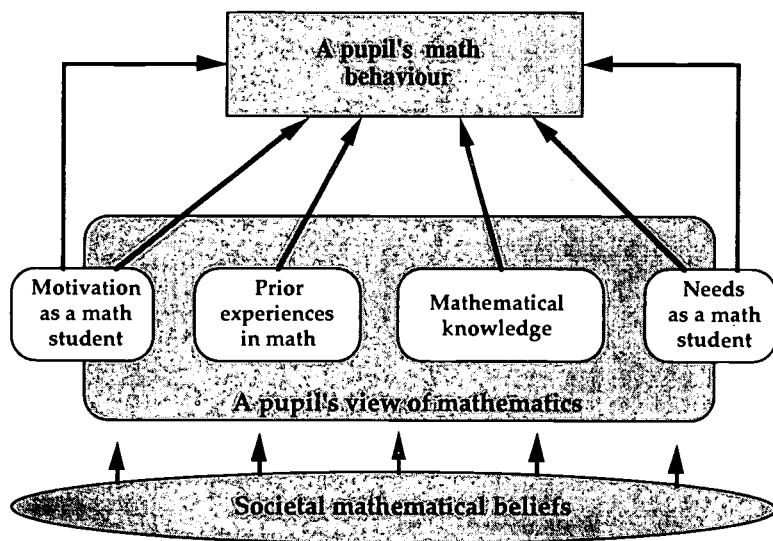 A pupil's math
behaviour
Motivation
as a math
student
Prior
experiences
in math
Mathematical
knowledge
Needs
as a math
student
A pupil's view of mathematics
Societal mathematical beliefs